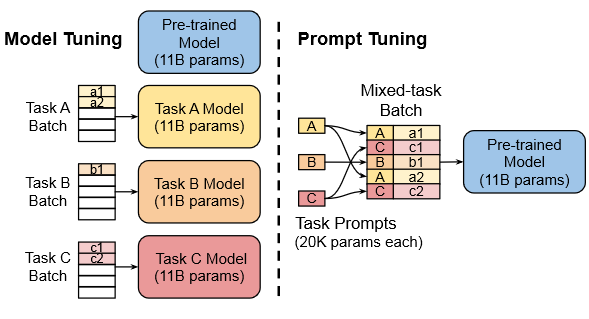 Model Tuning
Pre-trained
Model
(11B params)
Task A
Batch
a1
a2
Task A Model
(11B params)
Task B
Batch
b1
Task B Model
(11B params)
Task C
Batch
c1
c2
Task C Model
(11B params)
Prompt Tuning
Mixed-task
Batch
A
B
C
A a1
C c1
B b1
A a2
C c2
Pre-trained
Model
(11B params)
Task Prompts
(20K params each)